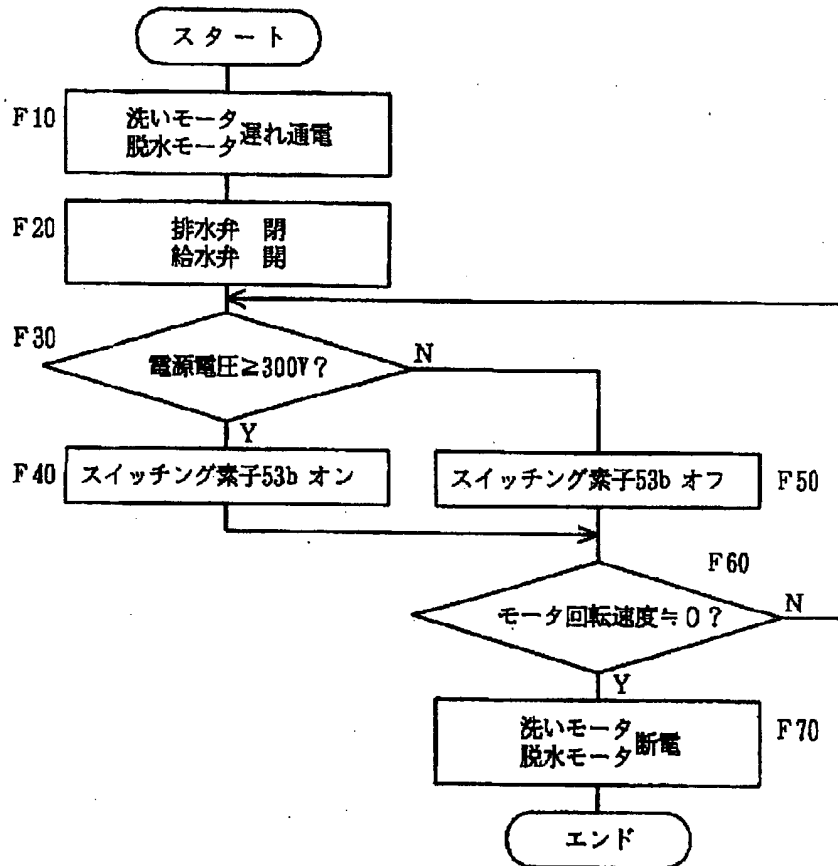 スタート
F10
洗いモータ
脱水モータ 遅れ通電
F20
排水弁 閉
給水弁 開
F30
電源電圧≧300V?
N
Y
F40
スイッチング素子53b オン
スイッチング素子53b オフ
F50
F60
モータ回転速度≒0?
N
Y
洗いモータ
脱水モータ 断電
F70
エンド